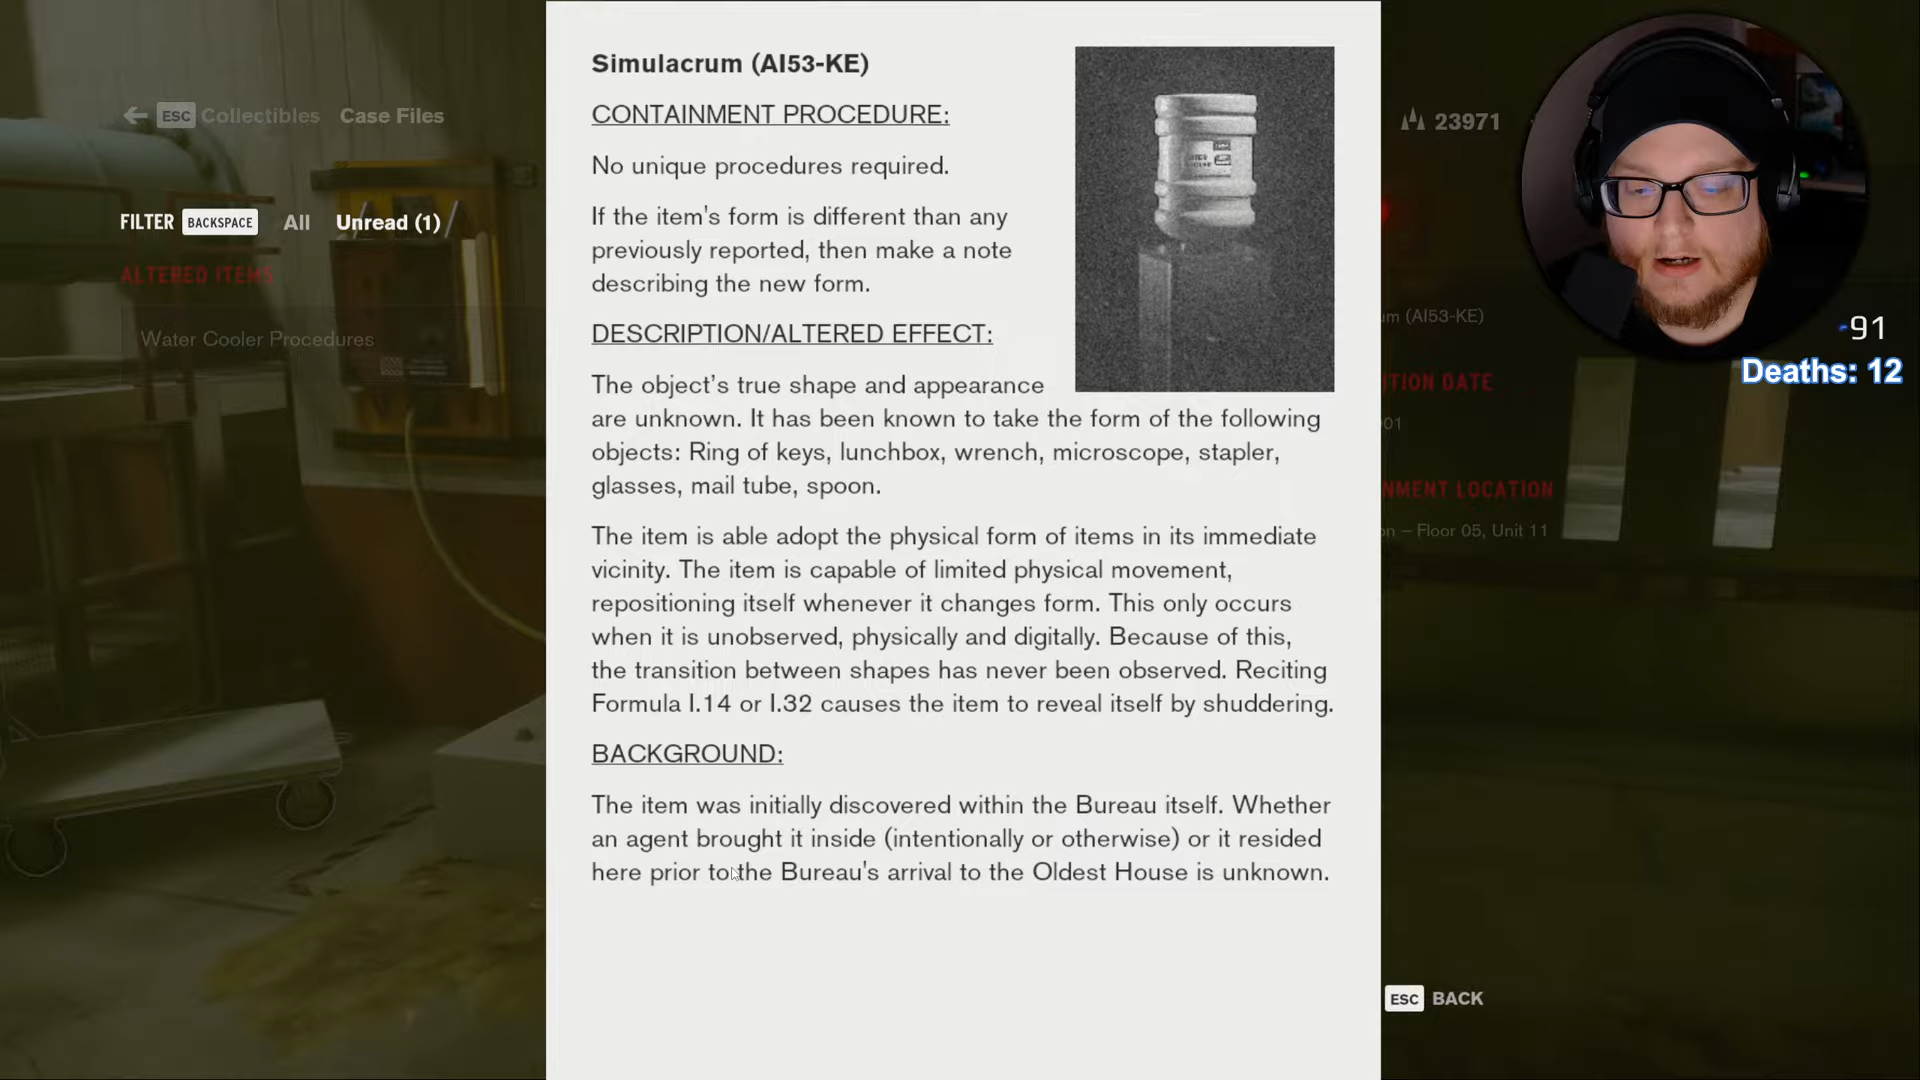 Simulacrum (AI53-KE)
CONTAINMENT PROCEDURE:
No unique procedures required.
If the item's form is different than any
previously reported, then make a note
describing the new form.
DESCRIPTION/ALTERED EFFECT:
The object's true shape and appearance
are unknown. It has been known to take the form of the following
objects: Ring of keys, lunchbox, wrench, microscope, stapler,
glasses, mail tube, spoon.
The item is able adopt the physical form of items in its immediate
vicinity. The item is capable of limited physical movement,
repositioning itself whenever it changes form. This only occurs
when it is unobserved, physically and digitally. Because of this,
the transition between shapes has never been observed. Reciting
Formula I.14 or I.32 causes the item to reveal itself by shuddering.
BACKGROUND:
The item was initially discovered within the Bureau itself. Whether
an agent brought it inside (intentionally or otherwise) or it resided
here prior to the Bureau's arrival to the Oldest House is unknown.
ESC Collectibles Case Files
FILTER BACKSPACE All Unread (1)
ALTERED ITEMS
Water Cooler Procedures
23971
(AI53-KE)
-91
Deaths: 12
DATE
01
LOCATION
– Floor 05, Unit 11
ESC BACK